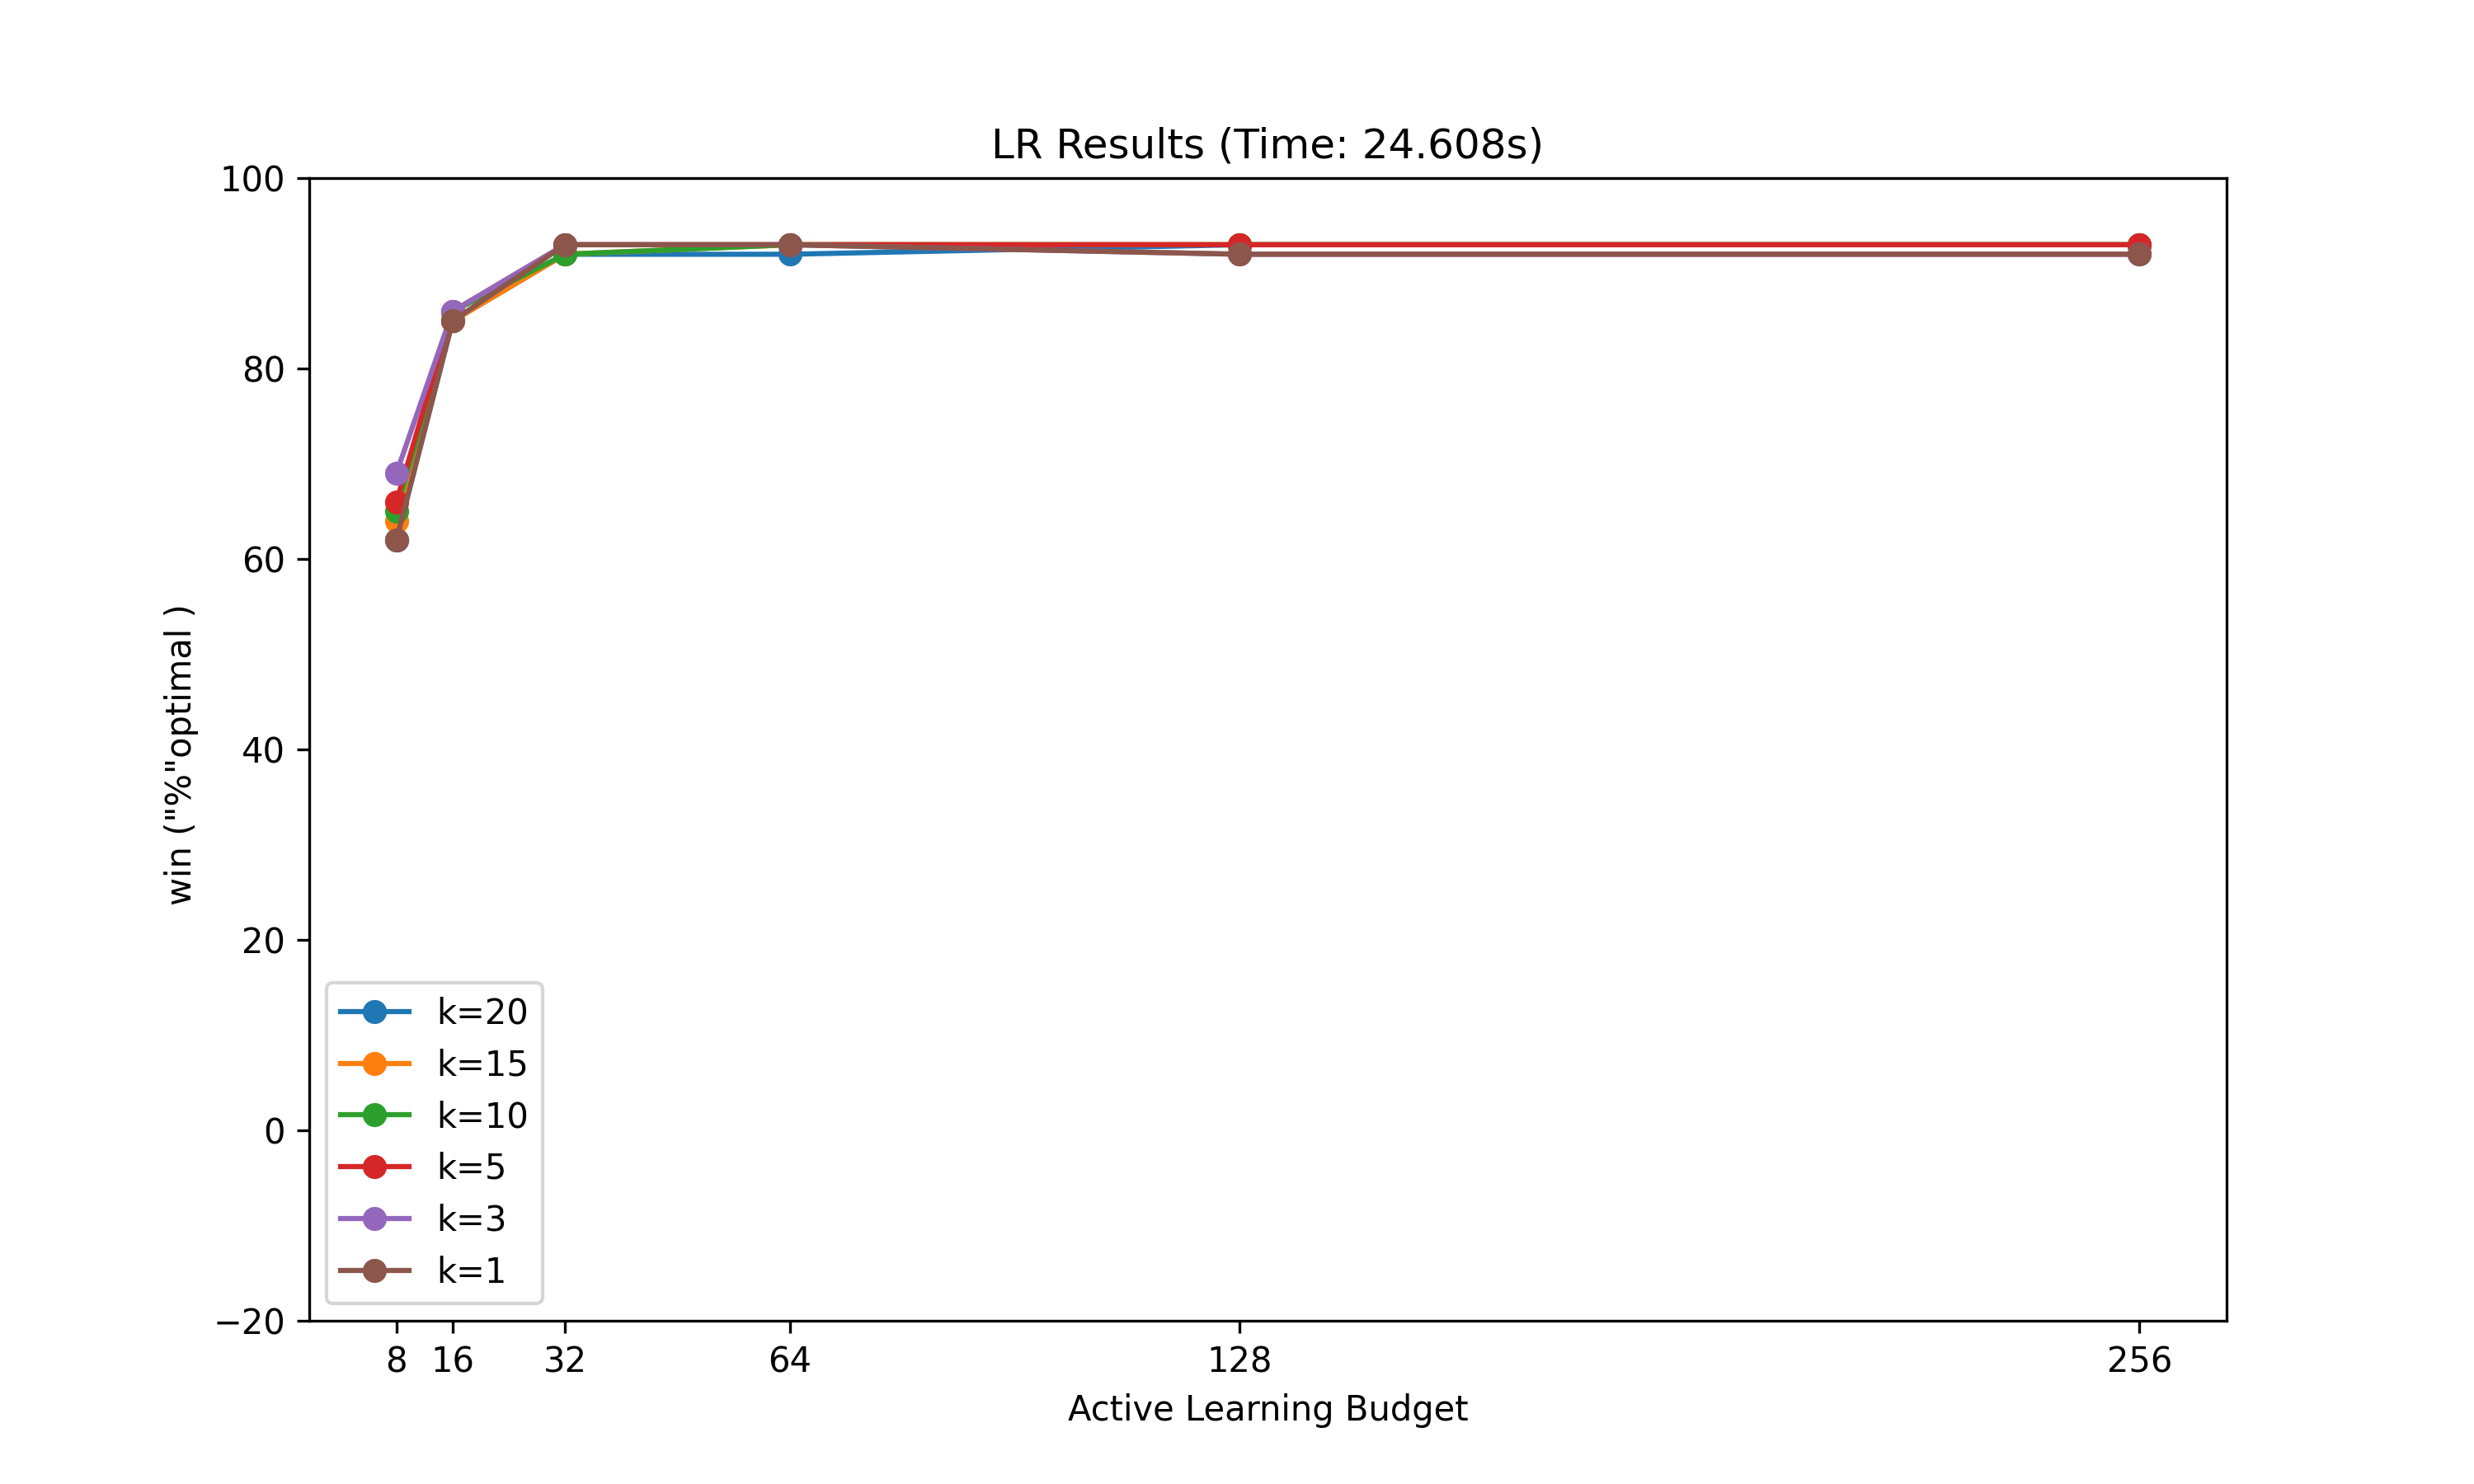 LR Results (Time: 24.608s)
100
80
60
40
20
0
−20
win ("%"optimal )
k=20
k=15
k=10
k=5
k=3
k=1
8 16 32 64 128 256
Active Learning Budget